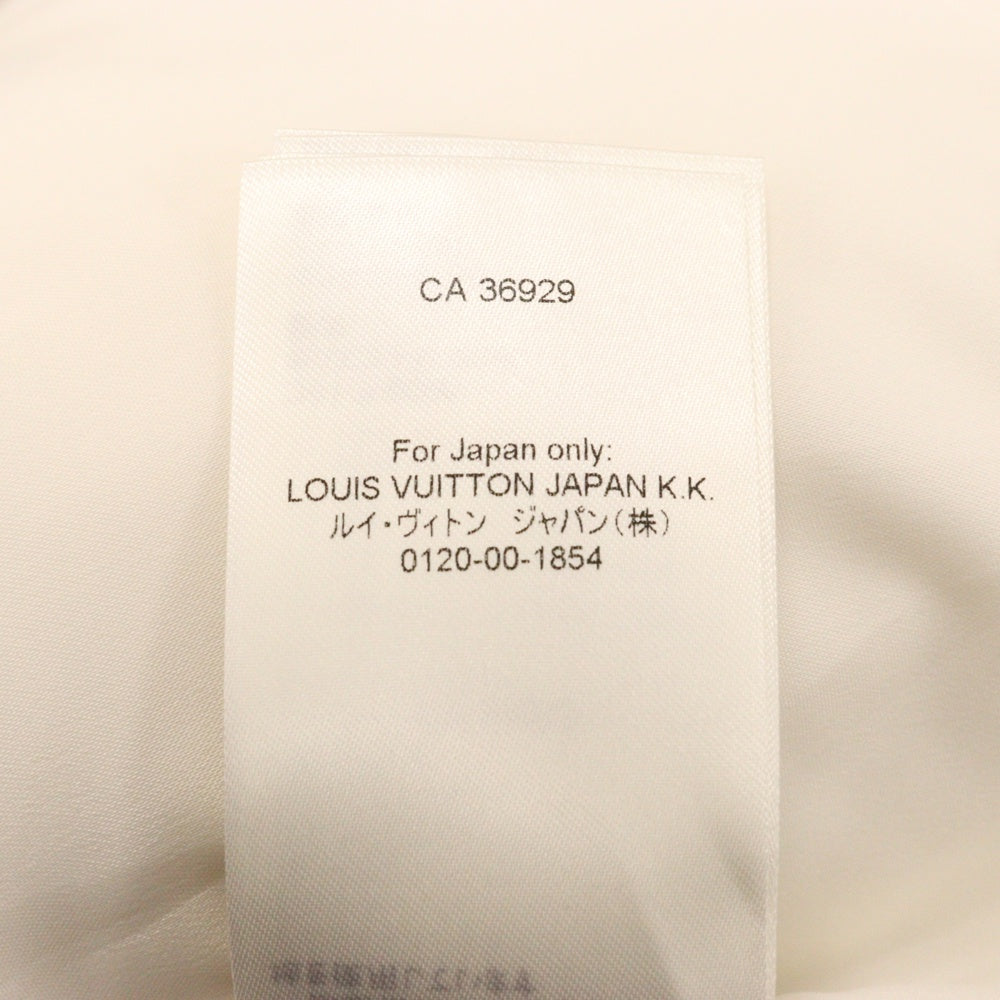 CA 36929
For Japan only:
LOUIS VUITTON JAPAN K.K.
ルイ・ヴィトン ジャパン(株)
0120-00-1854